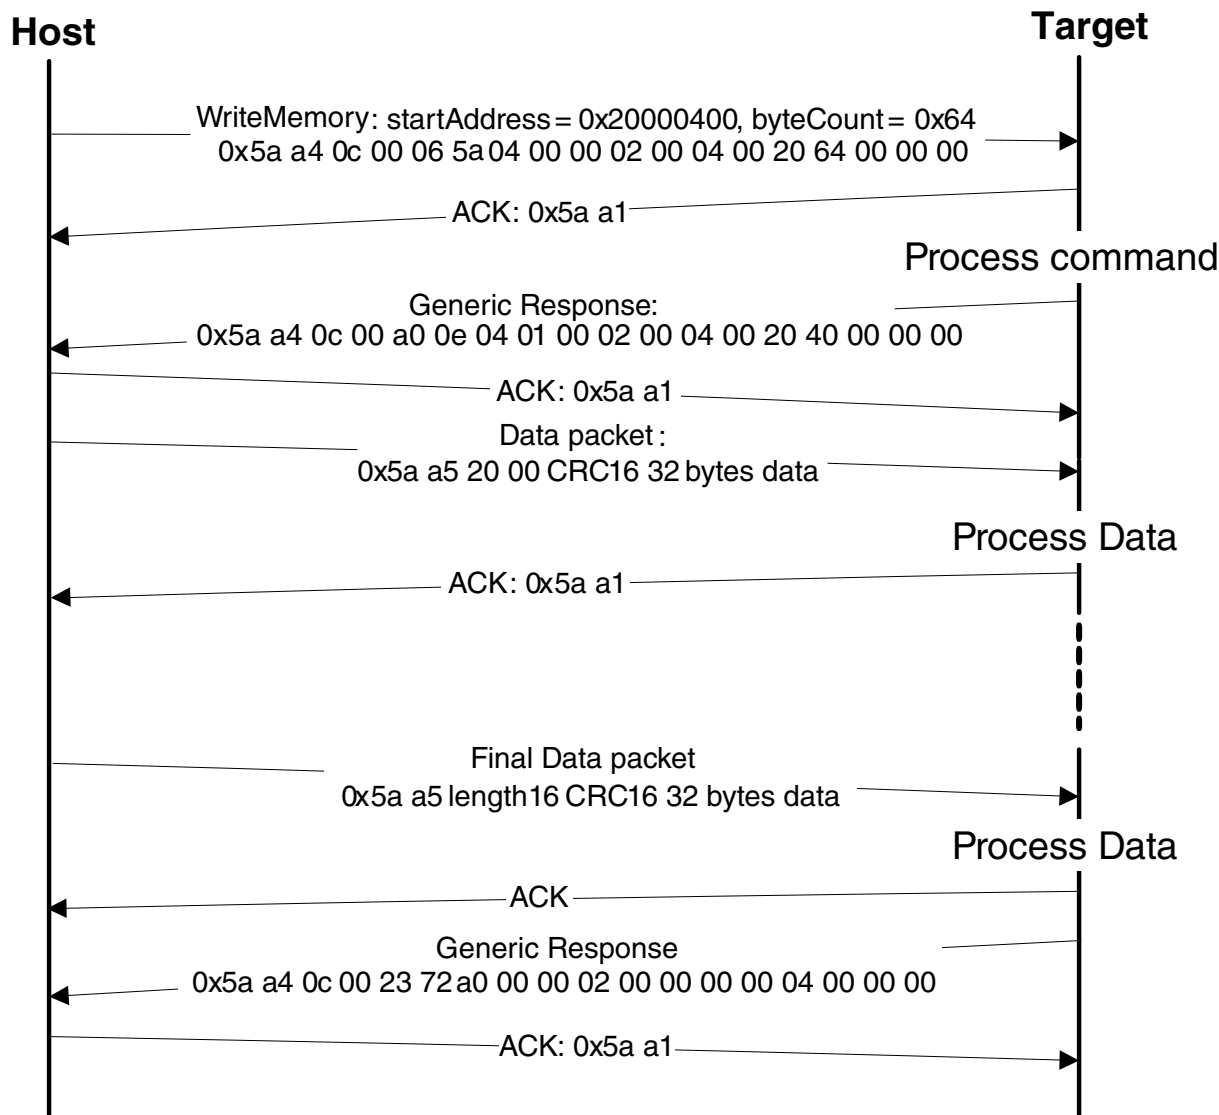 Host
Target
WriteMemory: startAddress = 0x20000400, byteCount = 0x64
0x5a a4 0c 00 06 5a 04 00 00 02 00 04 00 20 64 00 00 00
ACK: 0x5a a1
Process command
Generic Response:
0x5a a4 0c 00 a0 0e 04 01 00 02 00 04 00 20 40 00 00 00
ACK: 0x5a a1
Data packet :
0x5a a5 20 00 CRC16 32 bytes data
Process Data
ACK: 0x5a a1
Final Data packet
0x5a a5 length16 CRC16 32 bytes data
Process Data
ACK
Generic Response
0x5a a4 0c 00 23 72 a0 00 00 02 00 00 00 00 04 00 00 00
ACK: 0x5a a1